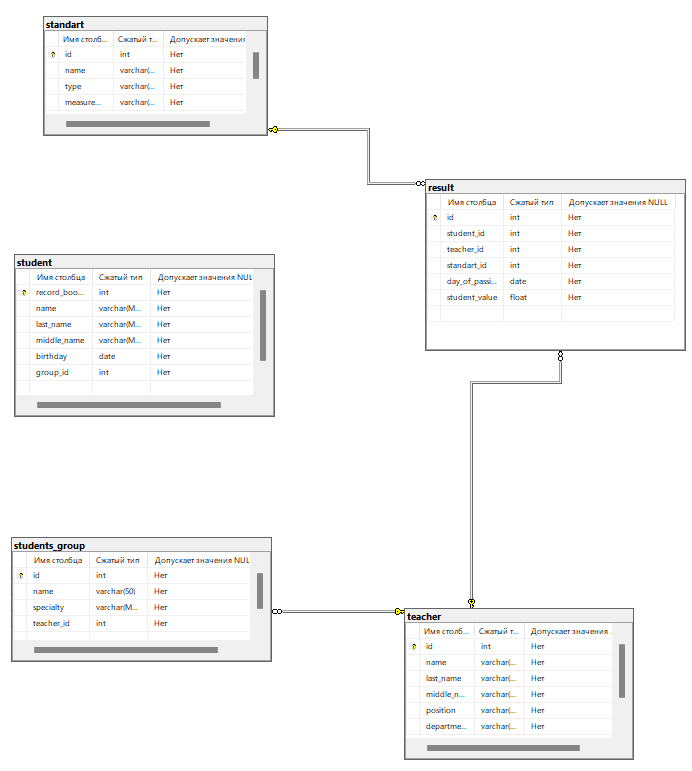 standart
Имя столб... Сжатый т... Допускает значения
id int Нет
name varchar(... Нет
type varchar(... Нет
measure... varchar(... Нет
result
Имя столбца Сжатый тип Допускает значения NULL
id int Нет
student_id int Нет
teacher_id int Нет
standart_id int Нет
day_of_passi... date Нет
student_value float Нет
student
Имя столбца Сжатый тип Допускает значения NUL
record_boo... int Нет
name varchar(M... Нет
last_name varchar(M... Нет
middle_name varchar(M... Нет
birthday date Нет
group_id int Нет
students_group
Имя столбца Сжатый тип Допускает значения NUL
id int Нет
name varchar(50) Нет
specialty varchar(M... Нет
teacher_id int Нет
teacher
Имя столб... Сжатый т... Допускает значения
id int Нет
name varchar(... Нет
last_name varchar(... Нет
middle_n... varchar(... Нет
position varchar(... Нет
departme... varchar(... Нет